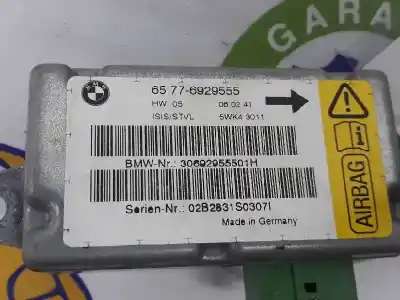 GARA
BMW
65 77-6929555
HW 05 06.02.41
ISIS:STVL 5WK4 3011
BMW-Nr.: 30692955501H
Serien-Nr.: 02B2831S0307I
Made in Germany
AIRBAG